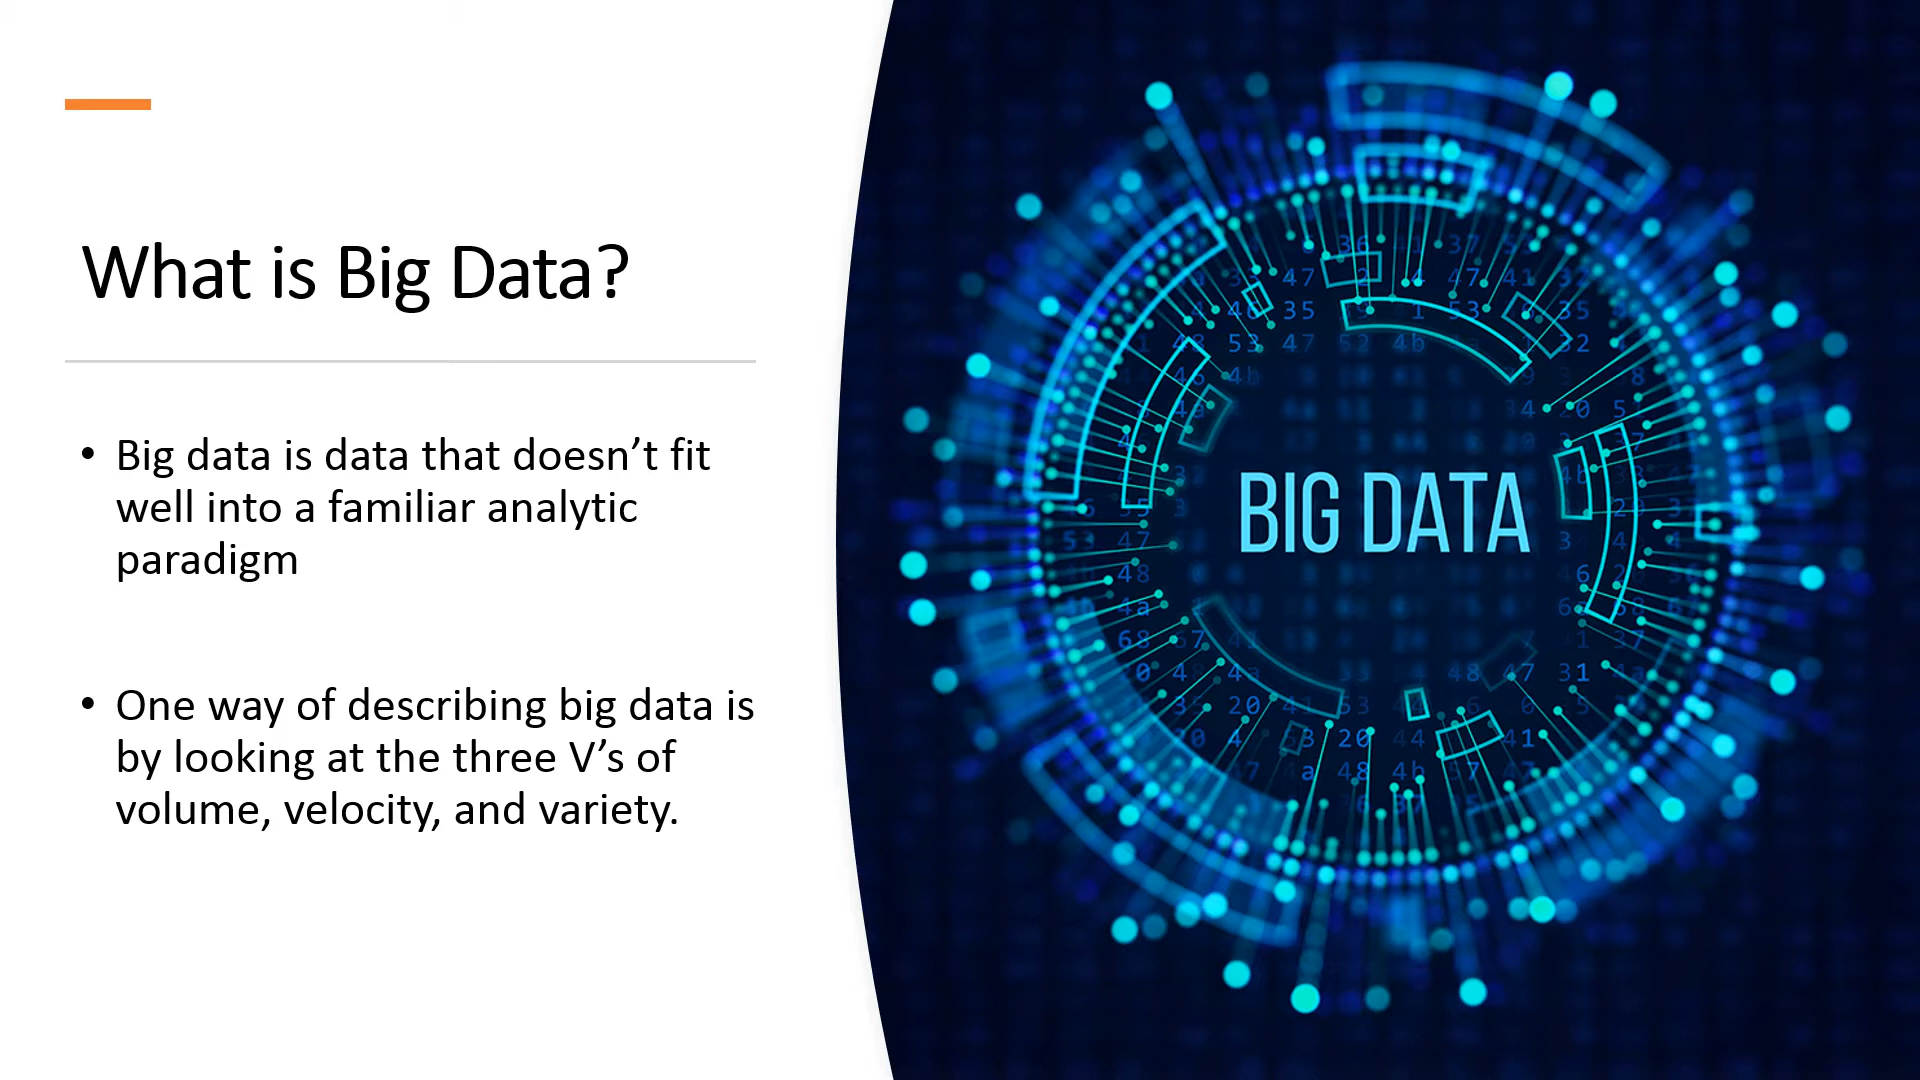 What is Big Data?
• Big data is data that doesn’t fit
well into a familiar analytic
paradigm
• One way of describing big data is
by looking at the three V’s of
volume, velocity, and variety.
BIG DATA